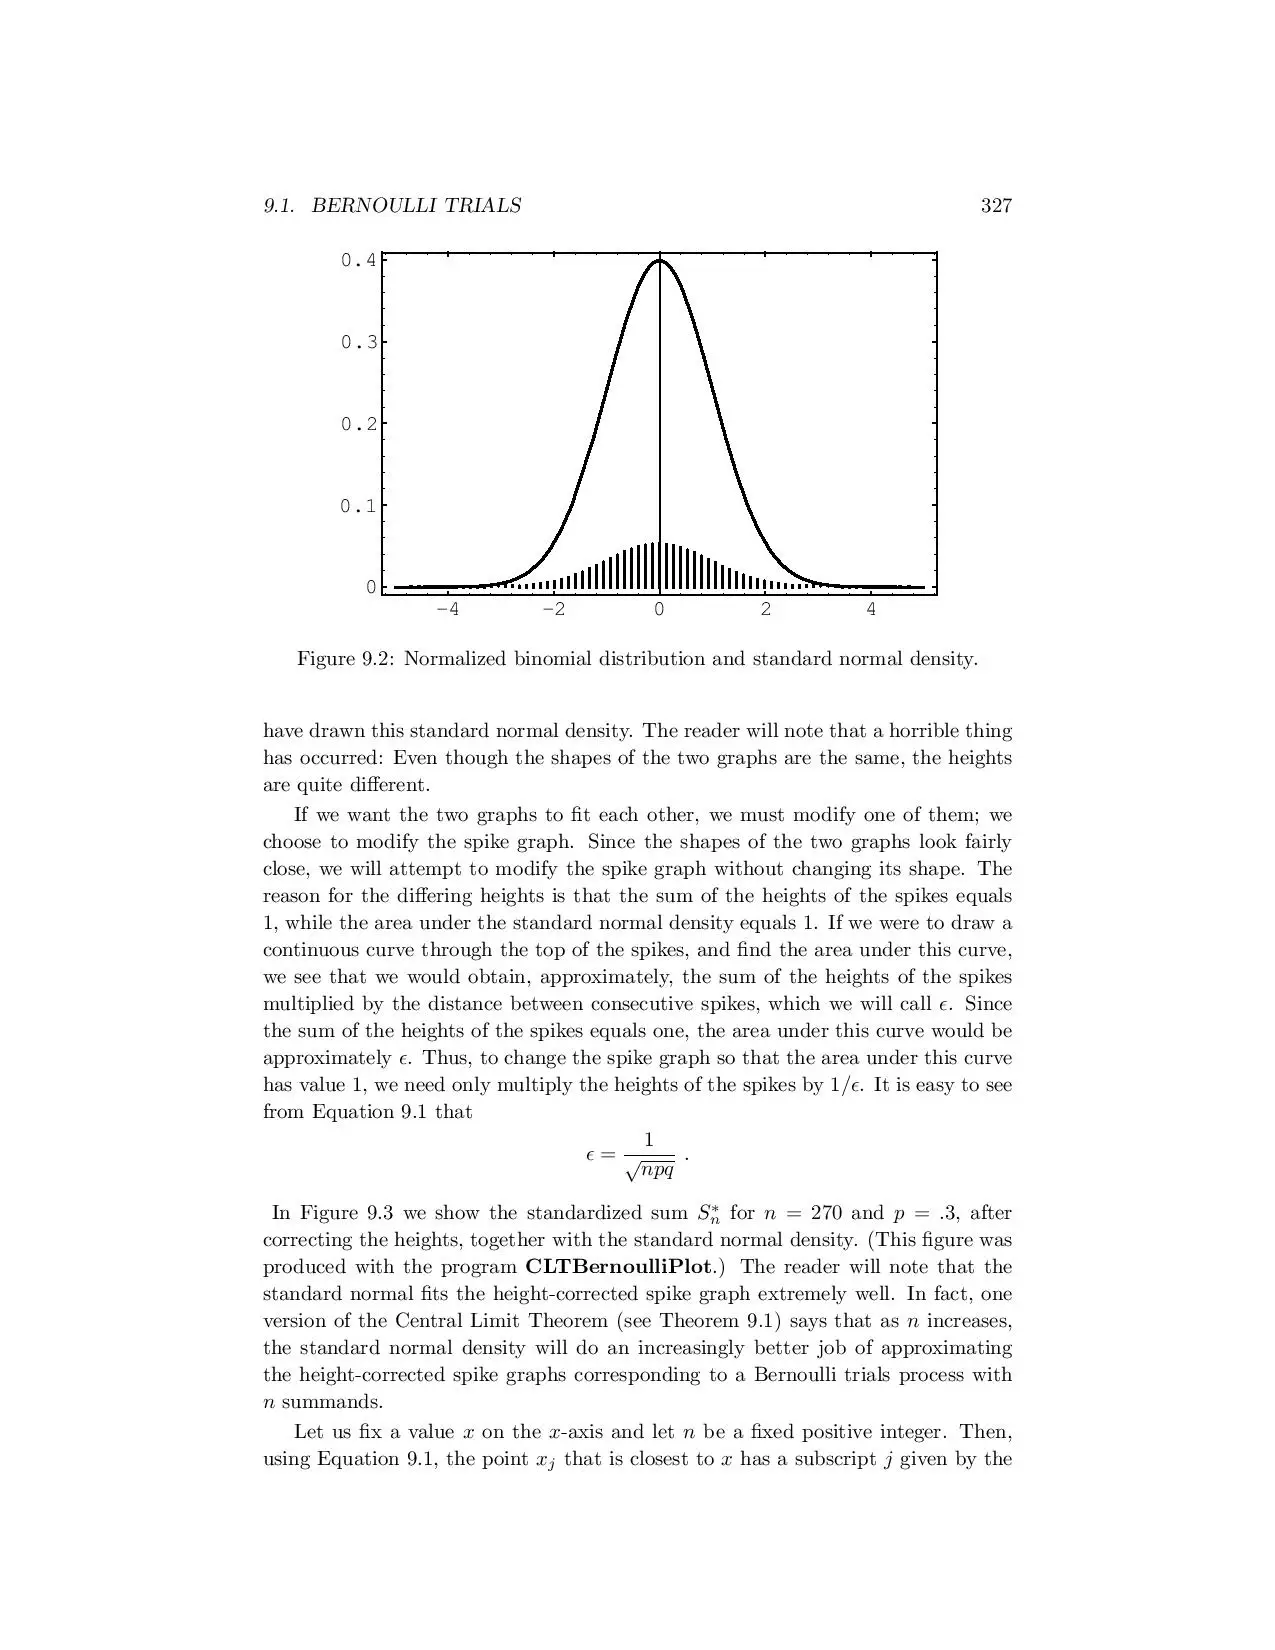 9.1. BERNOULLI TRIALS 327
0.4
0.3
0.2
0.1
0
−4 −2 0 2 4
Figure 9.2: Normalized binomial distribution and standard normal density.
have drawn this standard normal density. The reader will note that a horrible thing
has occurred: Even though the shapes of the two graphs are the same, the heights
are quite different.
If we want the two graphs to fit each other, we must modify one of them; we
choose to modify the spike graph. Since the shapes of the two graphs look fairly
close, we will attempt to modify the spike graph without changing its shape. The
reason for the differing heights is that the sum of the heights of the spikes equals
1, while the area under the standard normal density equals 1. If we were to draw a
continuous curve through the top of the spikes, and find the area under this curve,
we see that we would obtain, approximately, the sum of the heights of the spikes
multiplied by the distance between consecutive spikes, which we will call ϵ. Since
the sum of the heights of the spikes equals one, the area under this curve would be
approximately ϵ. Thus, to change the spike graph so that the area under this curve
has value 1, we need only multiply the heights of the spikes by 1/ϵ. It is easy to see
from Equation 9.1 that
ϵ = 1/√npq .
In Figure 9.3 we show the standardized sum S*n for n = 270 and p = .3, after
correcting the heights, together with the standard normal density. (This figure was
produced with the program CLTBernoulliPlot.) The reader will note that the
standard normal fits the height-corrected spike graph extremely well. In fact, one
version of the Central Limit Theorem (see Theorem 9.1) says that as n increases,
the standard normal density will do an increasingly better job of approximating
the height-corrected spike graphs corresponding to a Bernoulli trials process with
n summands.
Let us fix a value x on the x-axis and let n be a fixed positive integer. Then,
using Equation 9.1, the point xj that is closest to x has a subscript j given by the